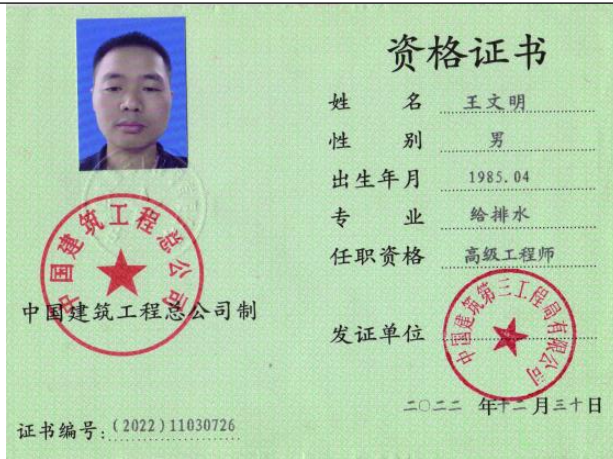 资格证书
姓 名 王文明
性 别 男
出生年月 1985.04
专 业 给排水
任职资格 高级工程师
中国建筑工程总公司
中国建筑工程总公司制
发证单位
中国建筑第三工程局有限公司
二〇二二 年十二月三十日
证书编号:(2022)11030726